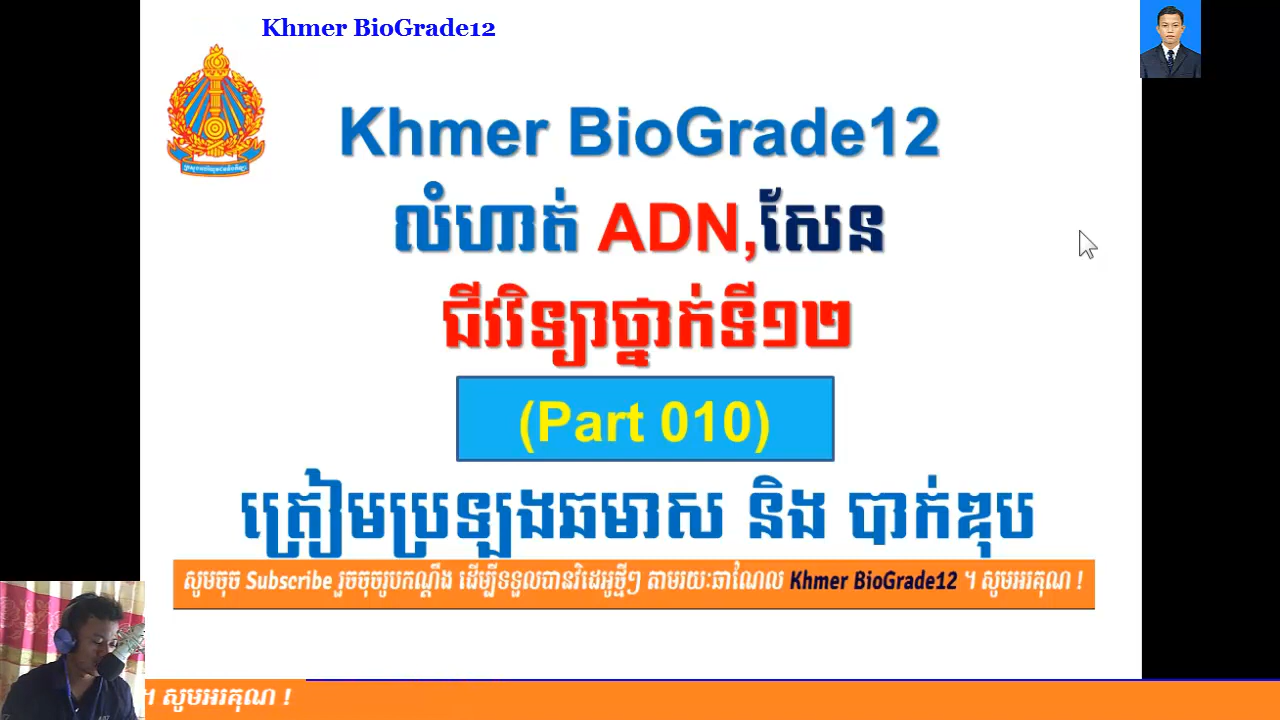 Khmer BioGrade12
Khmer BioGrade12
លំហាត់ ADN,សែន
ជីវវិទ្យាថ្នាក់ទី១២
(Part 010)
ត្រៀមប្រឡងឆមាស និង បាក់ឌុប
សូមចុច Subscribe រួចចុចរូបកណ្តឹង ដើម្បីទទួលបានវិដេអូថ្មីៗ តាមរយៈឆាណែល Khmer BioGrade12 ។ សូមអរគុណ !
។ សូមអរគុណ !